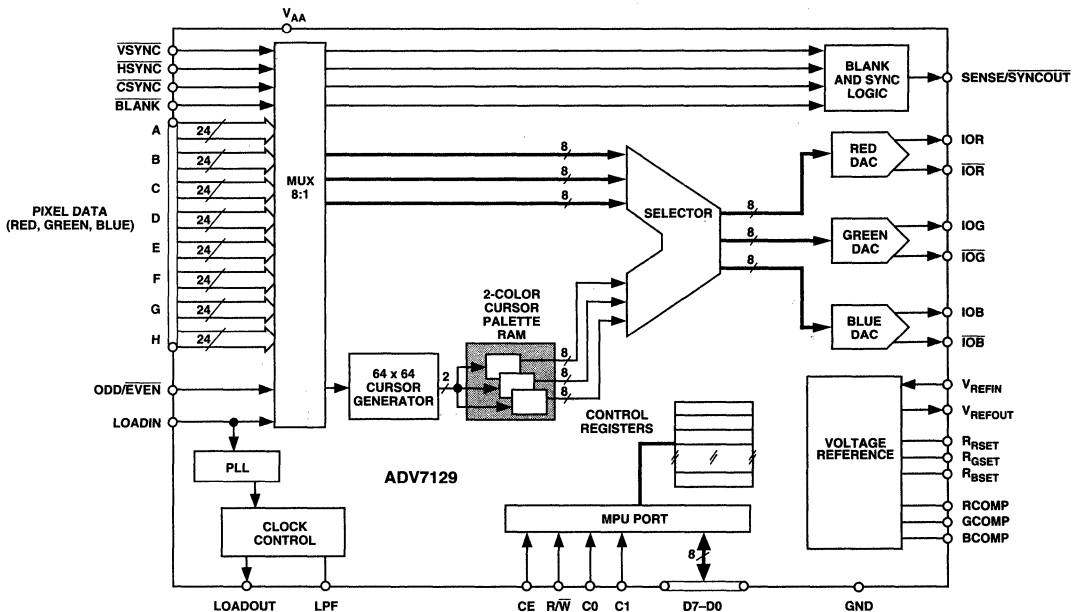 VAA
VSYNC
HSYNC
CSYNC
BLANK
A
24
B
24
C
24
D
24
E
24
F
24
G
24
H
24
PIXEL DATA
(RED, GREEN, BLUE)
ODD/EVEN
LOADIN
MUX
8:1
8
8
8
SELECTOR
8
8
8
BLANK
AND SYNC
LOGIC
SENSE/SYNCOUT
RED
DAC
IOR
IOR
GREEN
DAC
IOG
IOG
BLUE
DAC
IOB
IOB
2-COLOR
CURSOR
PALETTE
RAM
64 x 64
CURSOR
GENERATOR
2
8
8
8
CONTROL
REGISTERS
VOLTAGE
REFERENCE
VREFIN
VREFOUT
RRSET
RGSET
RBSET
RCOMP
GCOMP
BCOMP
PLL
ADV7129
CLOCK
CONTROL
MPU PORT
8
LOADOUT
LPF
CE
R/W
C0
C1
D7–D0
GND